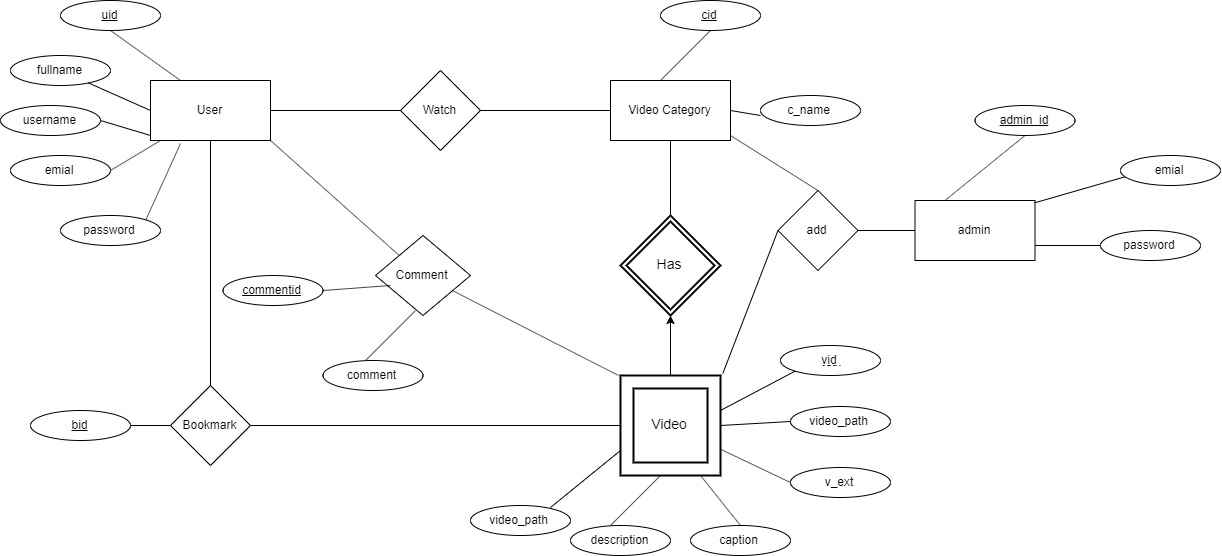 uid
cid
fullname
User
Watch
Video Category
c_name
username
admin_id
emial
emial
password
add
admin
password
Comment
Has
commentid
vid
comment
bid
Bookmark
Video
video_path
v_ext
video_path
description
caption